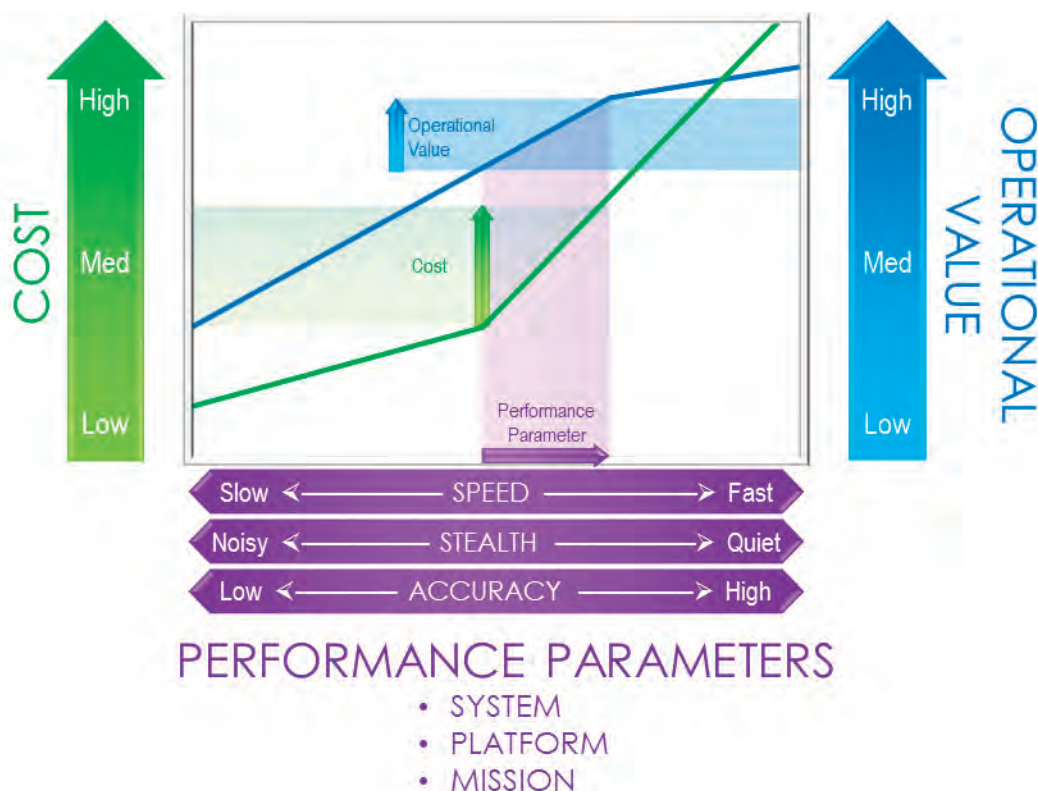 COST
High
Med
Low
Operational
Value
Cost
Performance
Parameter
High
Med
Low
OPERATIONAL
VALUE
Slow SPEED Fast
Noisy STEALTH Quiet
Low ACCURACY High
PERFORMANCE PARAMETERS
• SYSTEM
• PLATFORM
• MISSION